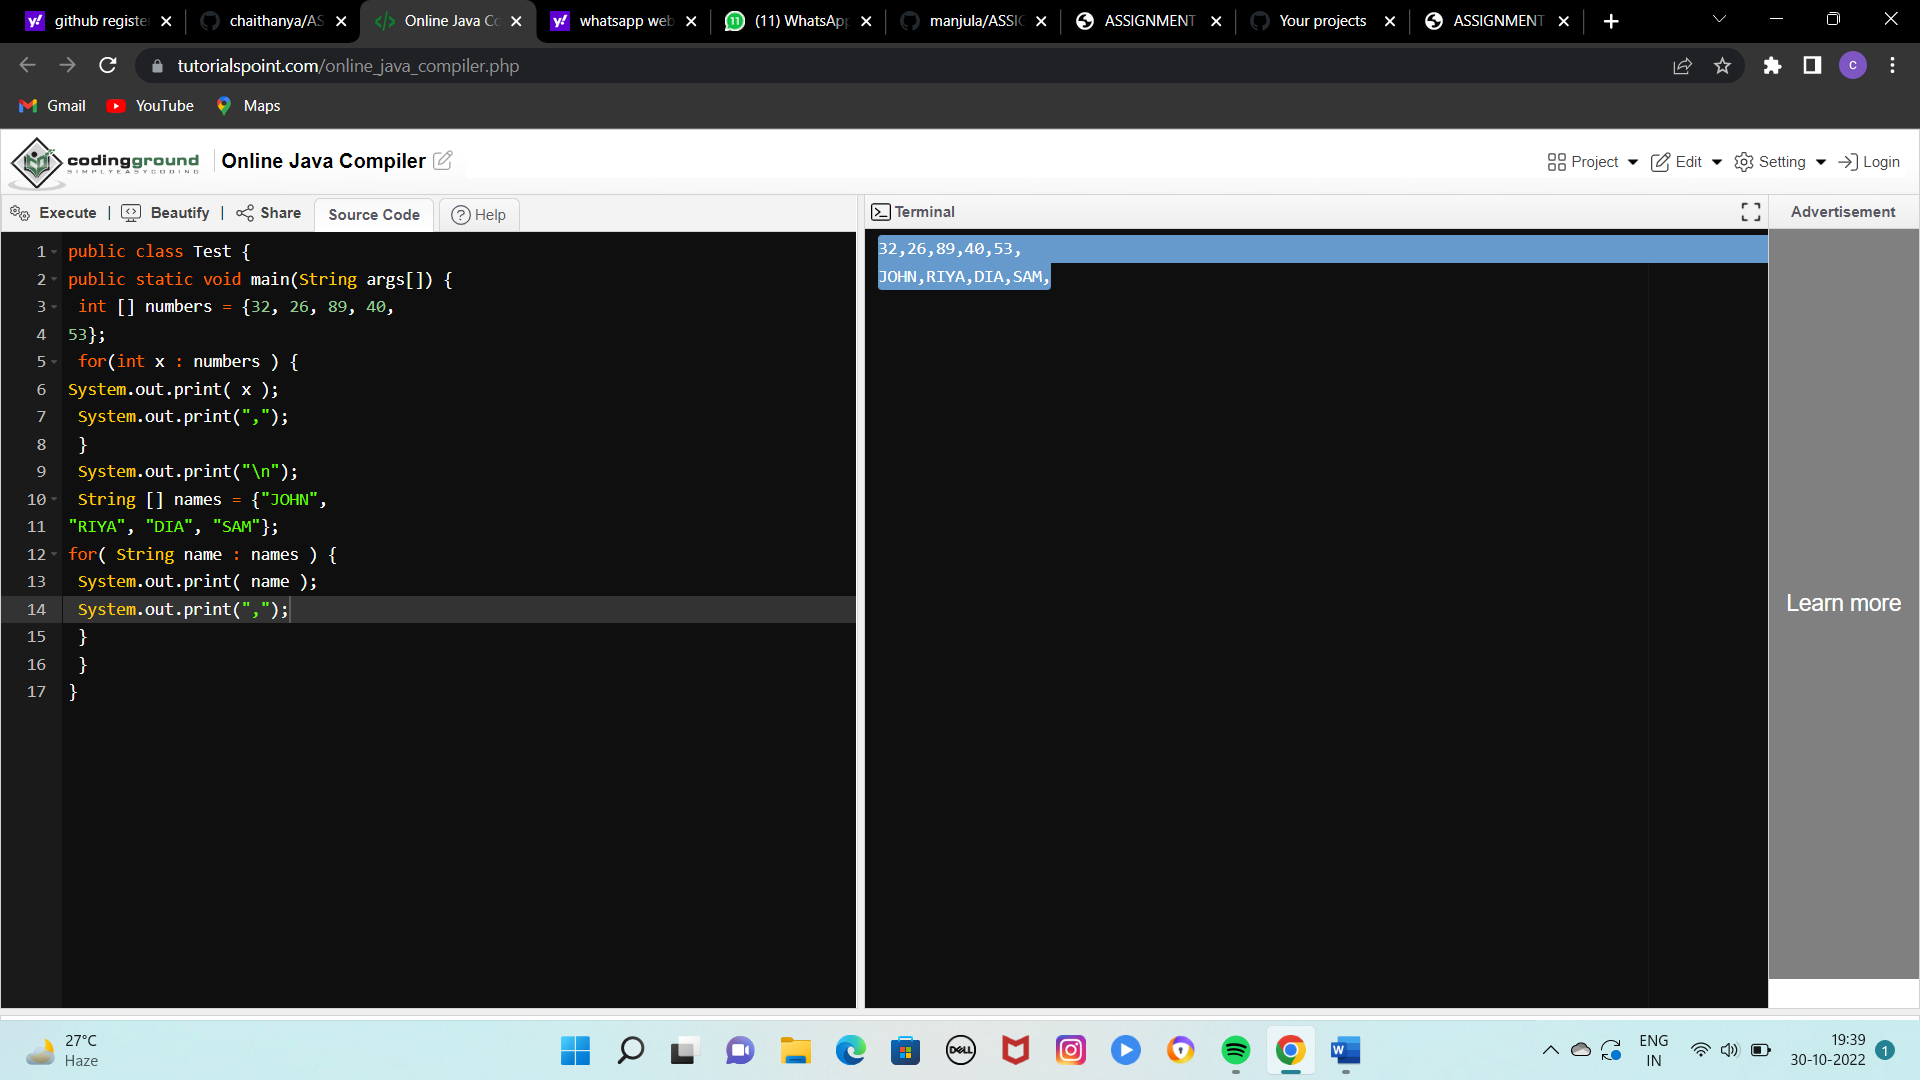 github registe
chaithanya/AS
Online Java Co
whatsapp web
(11) WhatsApp
manjula/ASSIG
ASSIGNMENT
Your projects
ASSIGNMENT
tutorialspoint.com/online_java_compiler.php
C
Gmail
YouTube
Maps
codingground
SIMPLYEASYCODING
Online Java Compiler
Project
Edit
Setting
Login
Execute | Beautify | Share
Source Code
Help
Terminal
Advertisement
1 public class Test {
2 public static void main(String args[]) {
3 int [] numbers = {32, 26, 89, 40,
4 53};
5 for(int x : numbers ) {
6 System.out.print( x );
7 System.out.print(",");
8 }
9 System.out.print("\n");
10 String [] names = {"JOHN",
11 "RIYA", "DIA", "SAM"};
12 for( String name : names ) {
13 System.out.print( name );
14 System.out.print(",");
15 }
16 }
17 }
32,26,89,40,53,
JOHN,RIYA,DIA,SAM,
Learn more
27°C
Haze
DELL
W
ENG
IN
19:39
30-10-2022
1